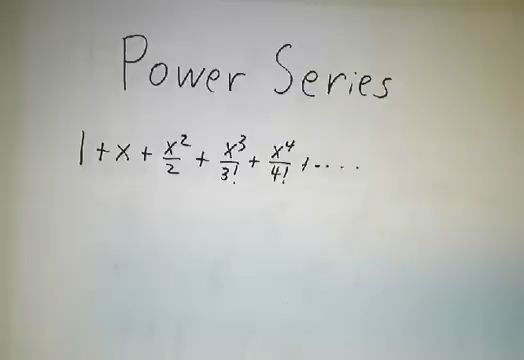 Power Series
1 + x + x²/2 + x³/3! + x⁴/4! + ....